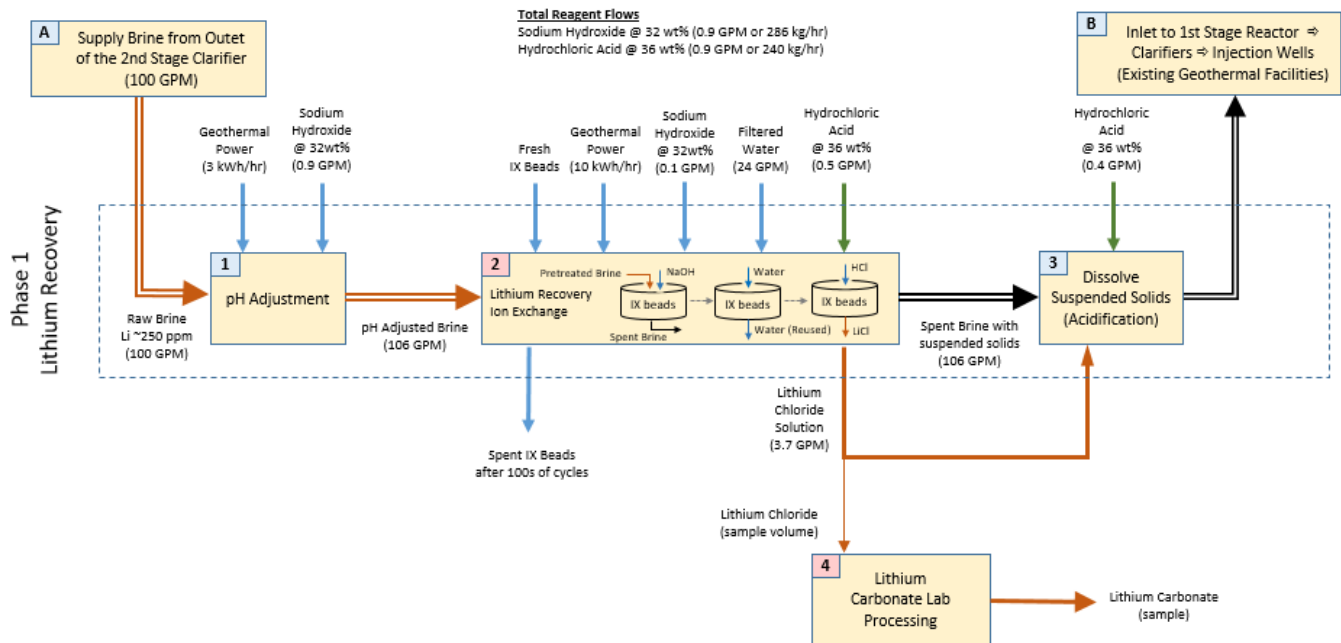 A
Supply Brine from Outet
of the 2nd Stage Clarifier
(100 GPM)
Total Reagent Flows
Sodium Hydroxide @ 32 wt% (0.9 GPM or 286 kg/hr)
Hydrochloric Acid @ 36 wt% (0.9 GPM or 240 kg/hr)
B
Inlet to 1st Stage Reactor ⇨
Clarifiers ⇨ Injection Wells
(Existing Geothermal Facilities)
Geothermal
Power
(3 kWh/hr)
Sodium
Hydroxide
@ 32wt%
(0.9 GPM)
Fresh
IX Beads
Geothermal
Power
(10 kWh/hr)
Sodium
Hydroxide
@ 32wt%
(0.1 GPM)
Filtered
Water
(24 GPM)
Hydrochloric
Acid
@ 36 wt%
(0.5 GPM)
Hydrochloric
Acid
@ 36 wt%
(0.4 GPM)
Phase 1
Lithium Recovery
1
pH Adjustment
Raw Brine
Li ~250 ppm
(100 GPM)
pH Adjusted Brine
(106 GPM)
2
Lithium Recovery
Ion Exchange
Pretreated Brine
NaOH
IX beads
Spent Brine
Water
IX beads
Water (Reused)
HCl
IX beads
LiCl
Spent Brine with
suspended solids
(106 GPM)
3
Dissolve
Suspended Solids
(Acidification)
Spent IX Beads
after 100s of cycles
Lithium
Chloride
Solution
(3.7 GPM)
Lithium Chloride
(sample volume)
4
Lithium
Carbonate Lab
Processing
Lithium Carbonate
(sample)